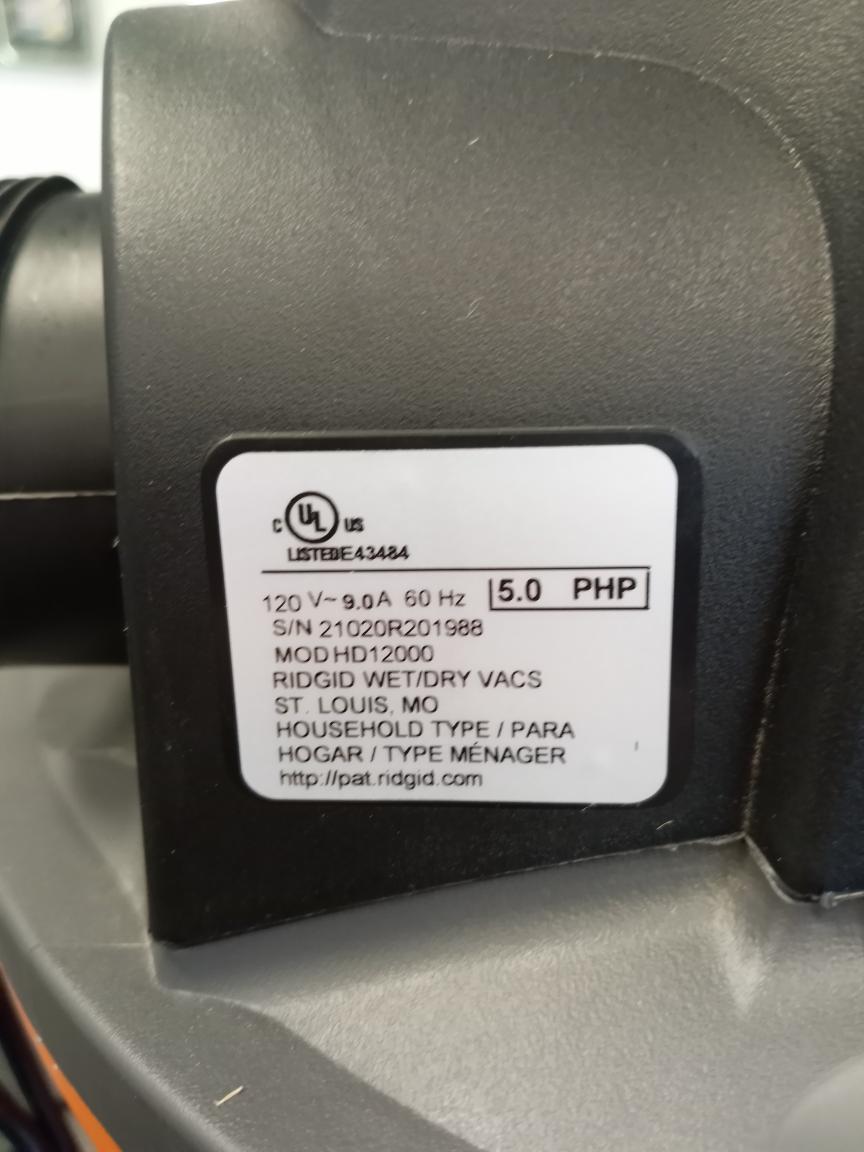 C UL US
LISTED E43484
120 V~ 9.0A 60 Hz 5.0 PHP
S/N 21020R201988
MOD HD12000
RIDGID WET/DRY VACS
ST. LOUIS, MO
HOUSEHOLD TYPE / PARA
HOGAR / TYPE MÉNAGER
http://pat.ridgid.com